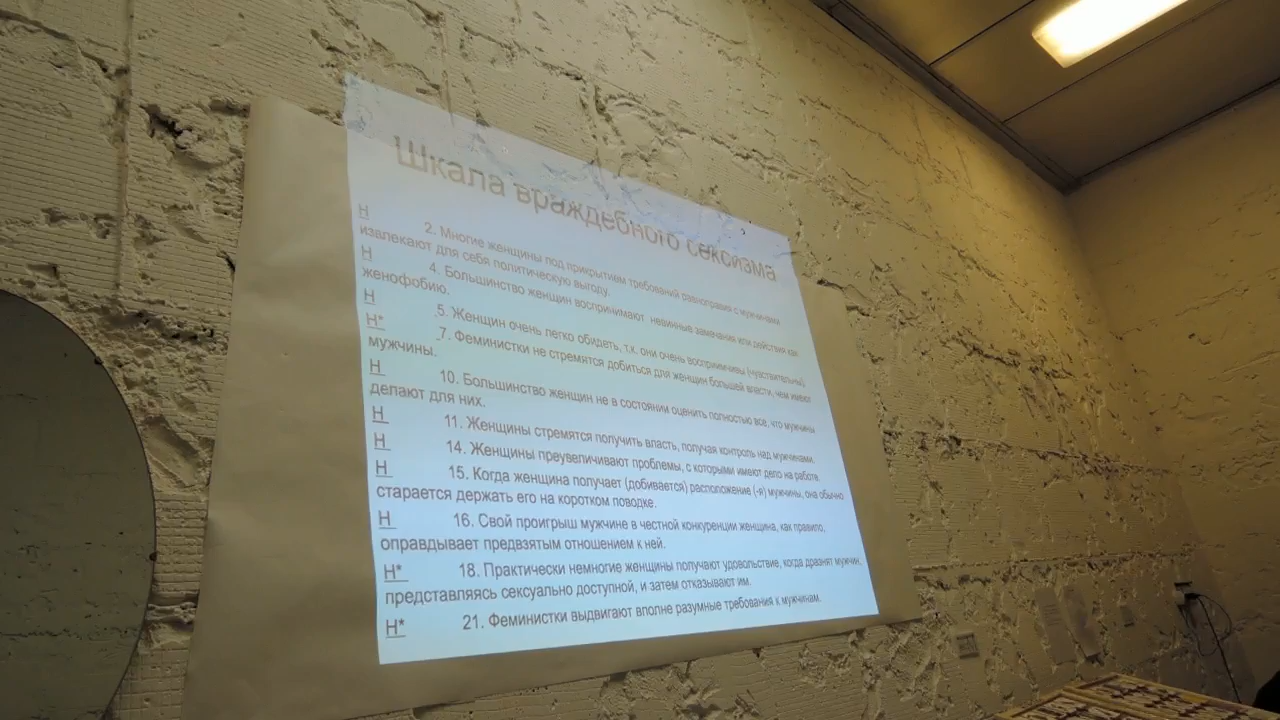 Шкала враждебного сексизма
Н 2. Многие женщины под прикрытием требований равноправия с мужчинами
извлекают для себя политическую выгоду.
Н 4. Большинство женщин воспринимают невинные замечания или действия как
женофобию.
Н 5. Женщин очень легко обидеть, т.к. они очень восприимчивы (чувствительны)
Н* 7. Феминистки не стремятся добиться для женщин большей власти, чем имеют
мужчины.
Н 10. Большинство женщин не в состоянии оценить полностью все, что мужчины
делают для них.
Н 11. Женщины стремятся получить власть, получая контроль над мужчинами.
Н 14. Женщины преувеличивают проблемы, с которыми имеют дело на работе.
Н 15. Когда женщина получает (добивается) расположение (-я) мужчины, она обычно
старается держать его на коротком поводке.
Н 16. Свой проигрыш мужчине в честной конкуренции женщина, как правило,
оправдывает предвзятым отношением к ней.
Н* 18. Практически немногие женщины получают удовольствие, когда дразнят мужчин,
представляясь сексуально доступной, и затем отказывают им.
Н* 21. Феминистки выдвигают вполне разумные требования к мужчинам.